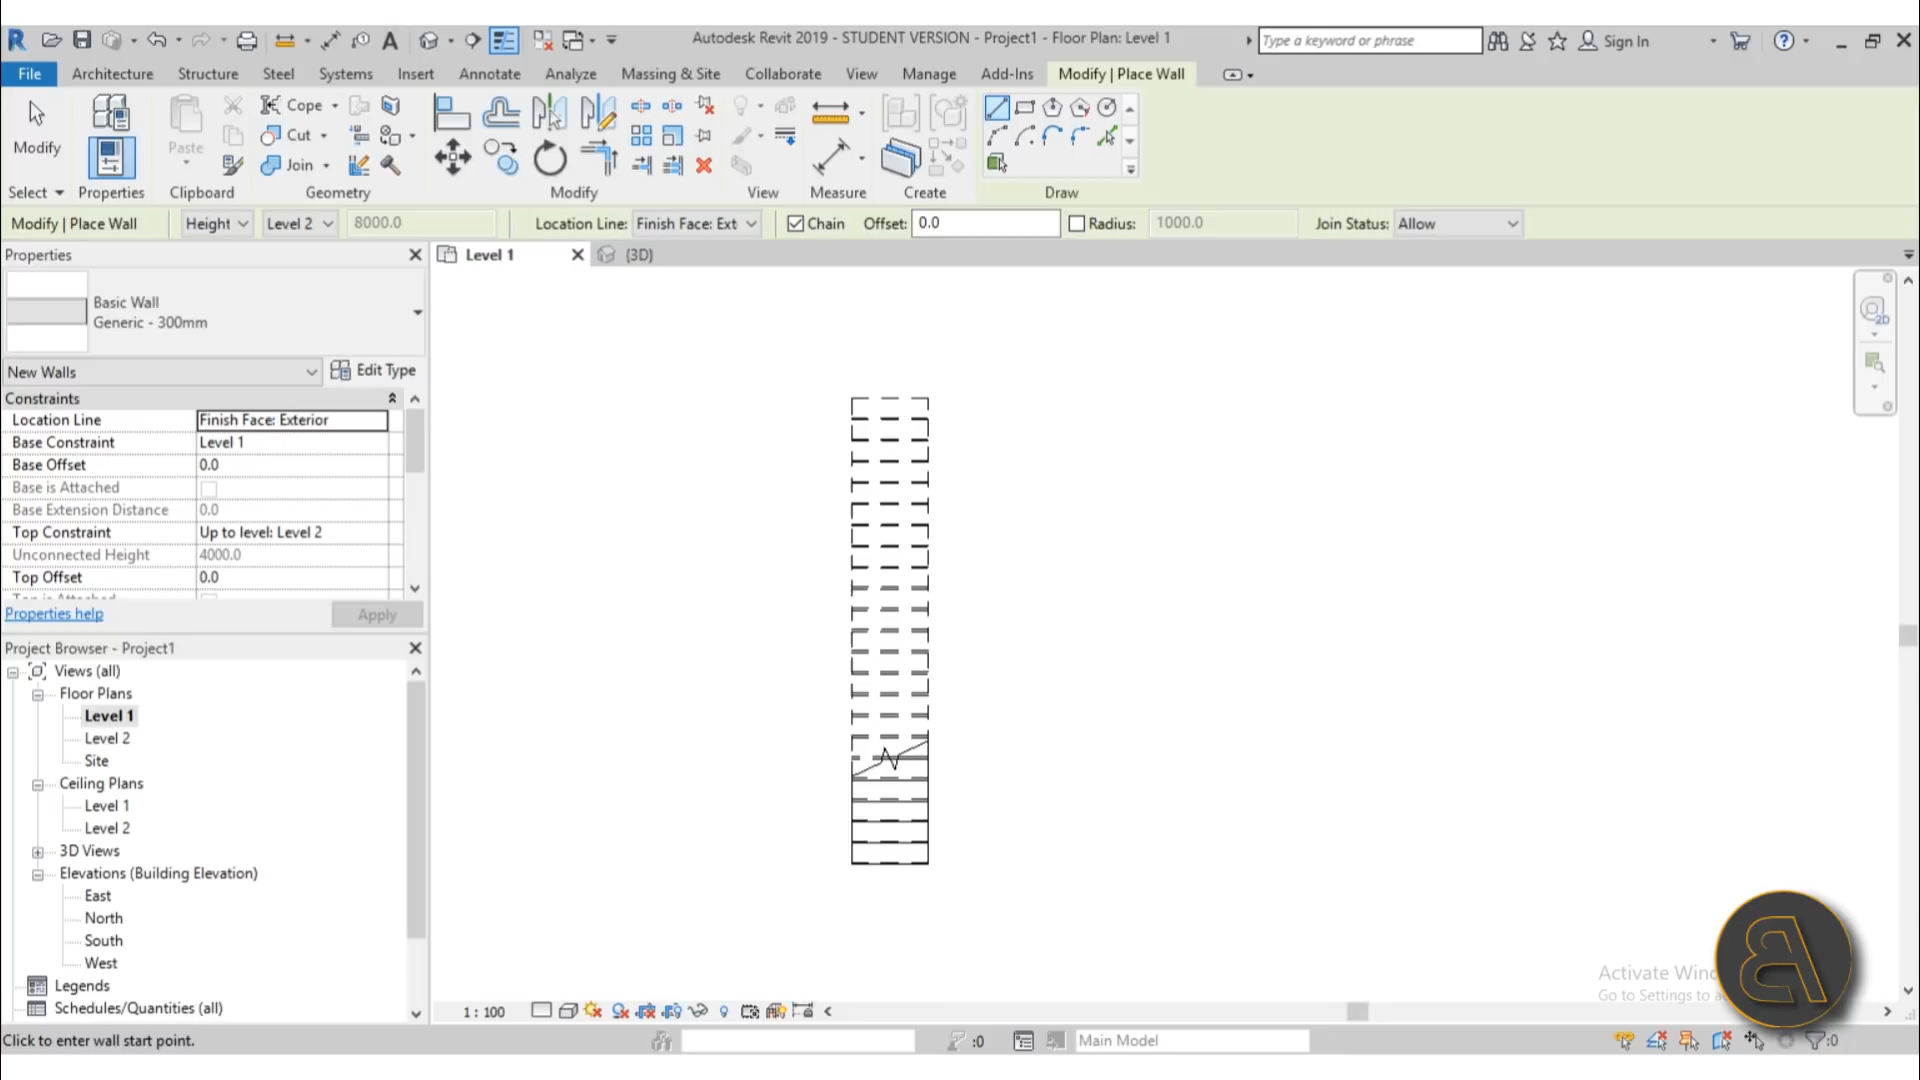 Autodesk Revit 2019 - STUDENT VERSION - Project1 - Floor Plan: Level 1
Type a keyword or phrase
Sign In
File Architecture Structure Steel Systems Insert Annotate Analyze Massing & Site Collaborate View Manage Add-Ins Modify | Place Wall
Modify
Paste
Cope
Cut
Join
Select Properties Clipboard Geometry Modify View Measure Create Draw
Modify | Place Wall Height Level 2 8000.0 Location Line: Finish Face: Ext Chain Offset: 0.0 Radius: 1000.0 Join Status: Allow
Properties
Level 1
{3D}
2D
Basic Wall
Generic - 300mm
New Walls
Edit Type
Constraints
Location Line Finish Face: Exterior
Base Constraint Level 1
Base Offset 0.0
Base is Attached
Base Extension Distance 0.0
Top Constraint Up to level: Level 2
Unconnected Height 4000.0
Top Offset 0.0
Properties help
Apply
Project Browser - Project1
Views (all)
Floor Plans
Level 1
Level 2
Site
Ceiling Plans
Level 1
Level 2
3D Views
Elevations (Building Elevation)
East
North
South
West
Legends
Schedules/Quantities (all)
1 : 100
Activate Wind
Go to Settings to a
Click to enter wall start point.
:0
Main Model
:0